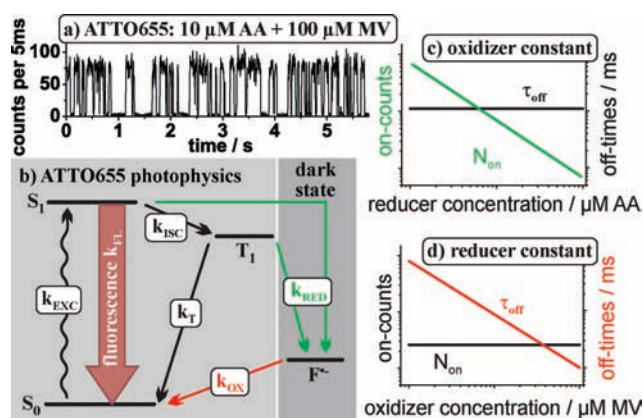 a) ATTO655: 10 µM AA + 100 µM MV
counts per 5ms
100
50
0
0 1 2 3 4 5
time / s
b) ATTO655 photophysics
dark
state
S₁
kISC
T₁
kEXC
fluorescence kFL
kT
kRED
kOX
F•-
S₀
c) oxidizer constant
on-counts
τoff
Non
off-times / ms
reducer concentration / µM AA
d) reducer constant
on-counts
τoff
Non
off-times / ms
oxidizer concentration / µM MV